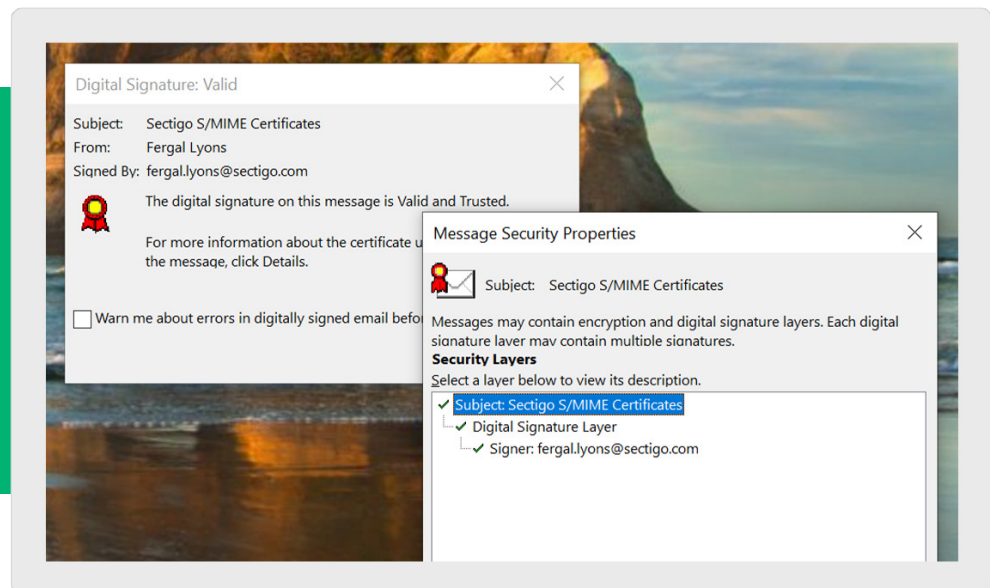 Digital Signature: Valid
Subject: Sectigo S/MIME Certificates
From: Fergal Lyons
Signed By: fergal.lyons@sectigo.com
The digital signature on this message is Valid and Trusted.
For more information about the certificate u
the message, click Details.
Warn me about errors in digitally signed email befo
Message Security Properties
Subject: Sectigo S/MIME Certificates
Messages may contain encryption and digital signature layers. Each digital
signature layer may contain multiple signatures.
Security Layers
Select a layer below to view its description.
Subject: Sectigo S/MIME Certificates
Digital Signature Layer
Signer: fergal.lyons@sectigo.com